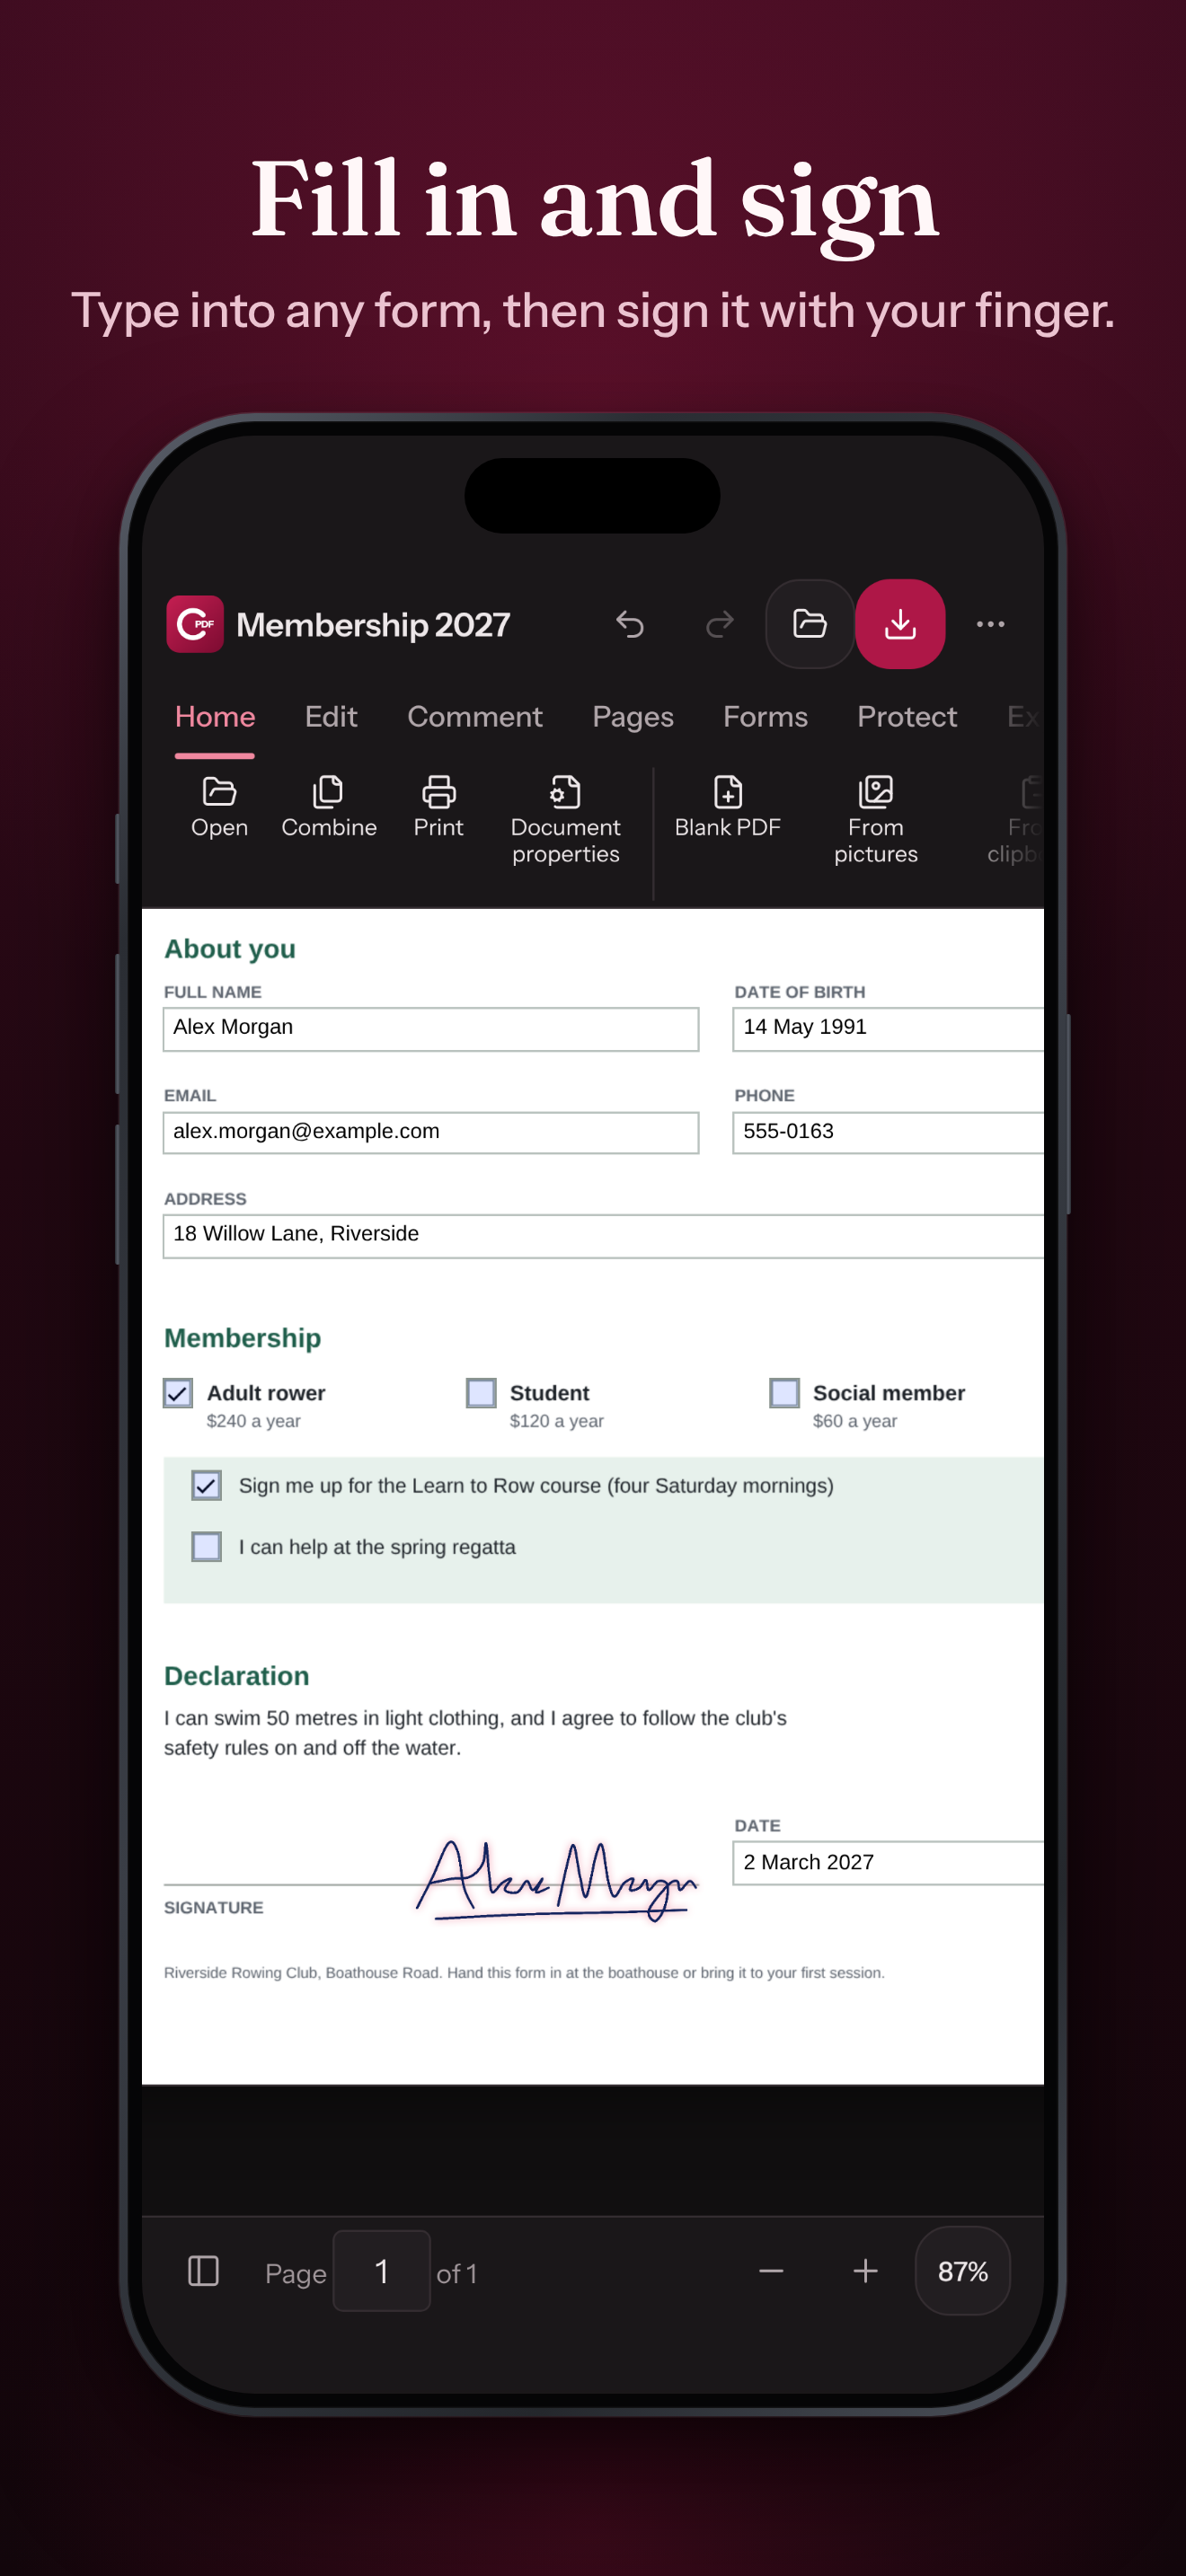 Fill in and sign
Type into any form, then sign it with your finger.
CPDF Membership 2027
Home Edit Comment Pages Forms Protect Ex
Open Combine Print Document properties Blank PDF From pictures
About you
FULL NAME DATE OF BIRTH
Alex Morgan 14 May 1991
EMAIL PHONE
alex.morgan@example.com 555-0163
ADDRESS
18 Willow Lane, Riverside
Membership
Adult rower Student Social member
$240 a year $120 a year $60 a year
Sign me up for the Learn to Row course (four Saturday mornings)
I can help at the spring regatta
Declaration
I can swim 50 metres in light clothing, and I agree to follow the club's
safety rules on and off the water.
DATE
Alex Morgan 2 March 2027
SIGNATURE
Riverside Rowing Club, Boathouse Road. Hand this form in at the boathouse or bring it to your first session.
Page 1 of 1 87%